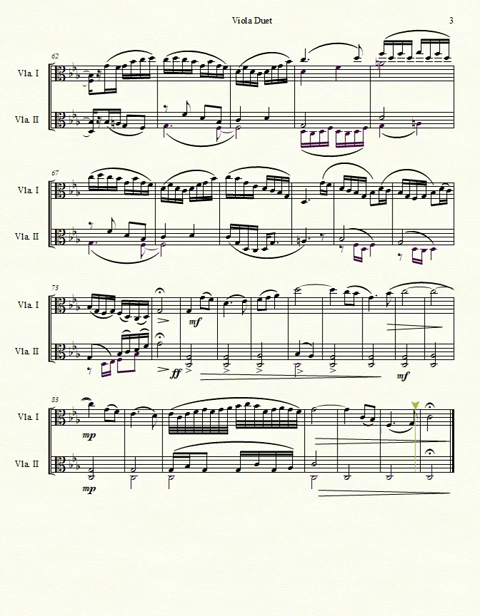 Viola Duet 3
62
Vla. I
Vla. II
67
Vla. I
Vla. II
73
Vla. I
mf
Vla. II
ff mf
83
Vla. I
mp
Vla. II
mp